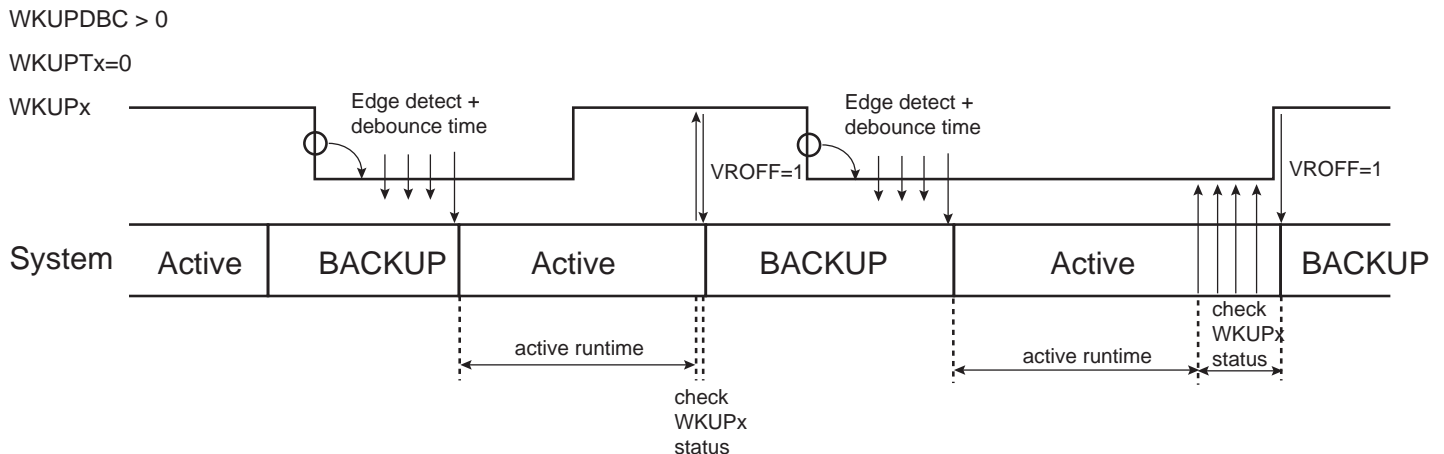 WKUPDBC > 0
WKUPTx=0
WKUPx
Edge detect +
debounce time
VROFF=1
Edge detect +
debounce time
VROFF=1
System
Active
BACKUP
Active
BACKUP
Active
BACKUP
active runtime
check
WKUPx
status
active runtime
check
WKUPx
status